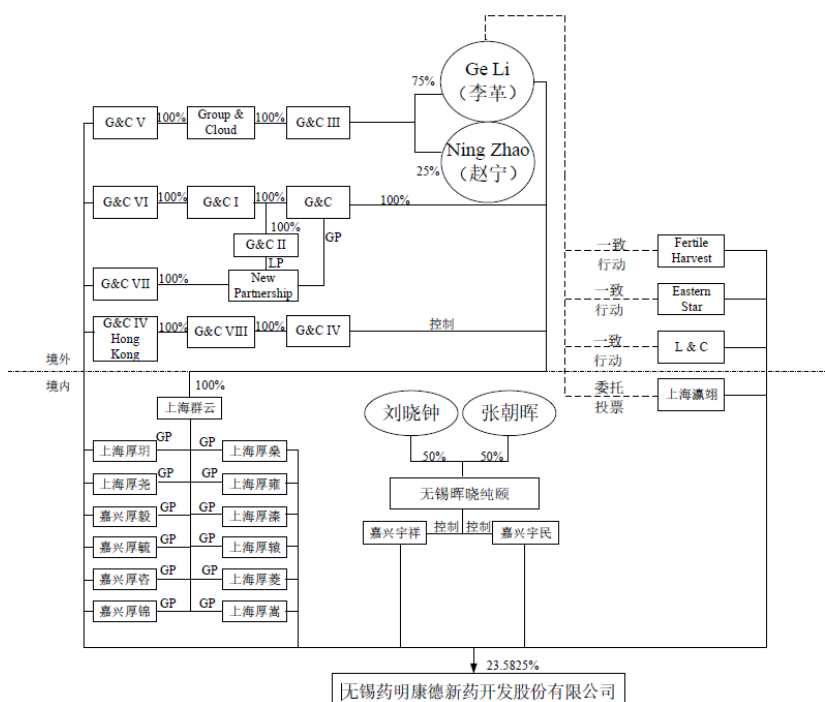 Ge Li
（李革）
75%
G&C V
100%
Group &
Cloud
100%
G&C III
Ning Zhao
（赵宁）
25%
G&C VI
100%
G&C I
100%
G&C
100%
100%
G&C II
GP
LP
G&C VII
100%
New
Partnership
一致
行动
Fertile
Harvest
一致
行动
Eastern
Star
G&C IV
Hong
Kong
100%
G&C VIII
100%
G&C IV
控制
一致
行动
L & C
境外
境内
100%
委托
投票
上海瀛翊
上海群云
刘晓钟
张朝晖
上海厚玥
GP
GP
上海厚燊
50%
50%
上海厚尧
GP
GP
上海厚雍
无锡晖晓纯颐
嘉兴厚毅
GP
GP
上海厚溱
控制
控制
嘉兴宇祥
嘉兴宇民
嘉兴厚毓
GP
GP
上海厚辕
嘉兴厚咨
GP
GP
上海厚菱
嘉兴厚锦
GP
GP
上海厚嵩
23.5825%
无锡药明康德新药开发股份有限公司